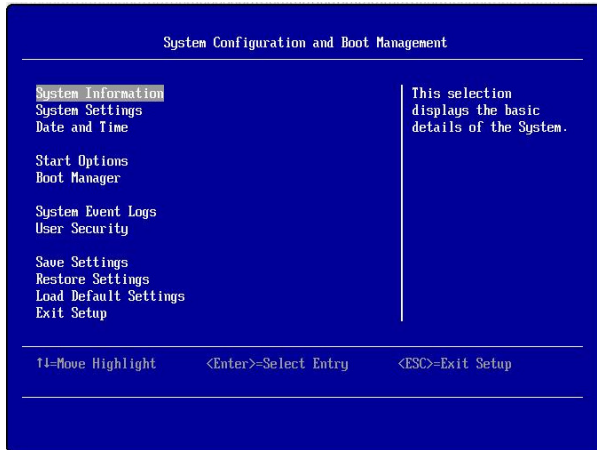 System Configuration and Boot Management
System Information
System Settings
Date and Time
Start Options
Boot Manager
System Event Logs
User Security
Save Settings
Restore Settings
Load Default Settings
Exit Setup
This selection
displays the basic
details of the System.
↑↓=Move Highlight <Enter>=Select Entry <ESC>=Exit Setup